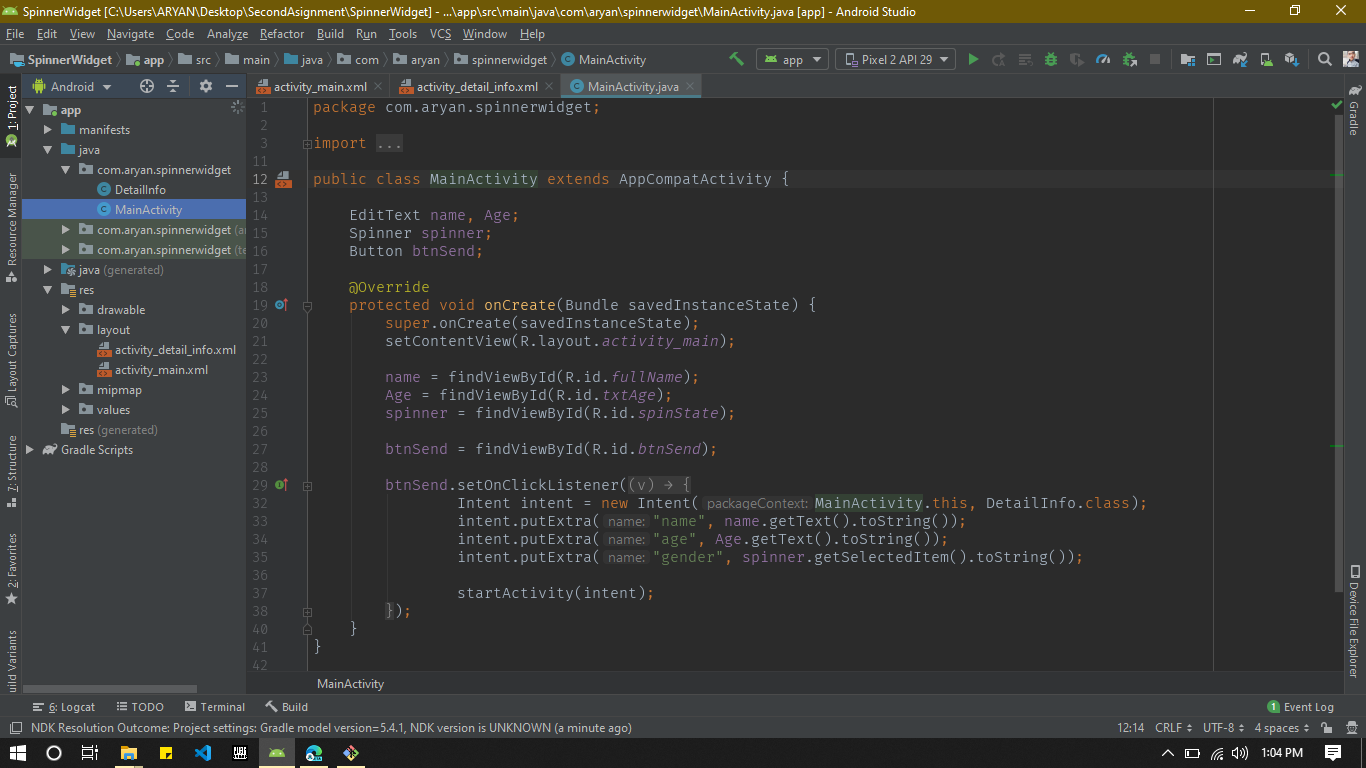 SpinnerWidget [C:\Users\ARYAN\Desktop\SecondAsignment\SpinnerWidget] - ...\app\src\main\java\com\aryan\spinnerwidget\MainActivity.java [app] - Android Studio
File Edit View Navigate Code Analyze Refactor Build Run Tools VCS Window Help
SpinnerWidget app src main java com aryan spinnerwidget MainActivity app Pixel 2 API 29
Android
activity_main.xml activity_detail_info.xml MainActivity.java
1: Project
Resource Manager
Layout Captures
Z: Structure
2: Favorites
uild Variants
app
manifests
java
com.aryan.spinnerwidget
DetailInfo
MainActivity
com.aryan.spinnerwidget (a
com.aryan.spinnerwidget (te
java (generated)
res
drawable
layout
activity_detail_info.xml
activity_main.xml
mipmap
values
res (generated)
Gradle Scripts
1 package com.aryan.spinnerwidget;
2
3 import ...
11
12 public class MainActivity extends AppCompatActivity {
13
14 EditText name, Age;
15 Spinner spinner;
16 Button btnSend;
17
18 @Override
19 protected void onCreate(Bundle savedInstanceState) {
20 super.onCreate(savedInstanceState);
21 setContentView(R.layout.activity_main);
22
23 name = findViewById(R.id.fullName);
24 Age = findViewById(R.id.txtAge);
25 spinner = findViewById(R.id.spinState);
26
27 btnSend = findViewById(R.id.btnSend);
28
29 btnSend.setOnClickListener((v) → {
32 Intent intent = new Intent( packageContext: MainActivity.this, DetailInfo.class);
33 intent.putExtra( name: "name", name.getText().toString());
34 intent.putExtra( name: "age", Age.getText().toString());
35 intent.putExtra( name: "gender", spinner.getSelectedItem().toString());
36
37 startActivity(intent);
38 });
40 }
41 }
42
MainActivity
Gradle
Device File Explorer
6: Logcat TODO Terminal Build 1 Event Log
NDK Resolution Outcome: Project settings: Gradle model version=5.4.1, NDK version is UNKNOWN (a minute ago) 12:14 CRLF UTF-8 4 spaces
1:04 PM